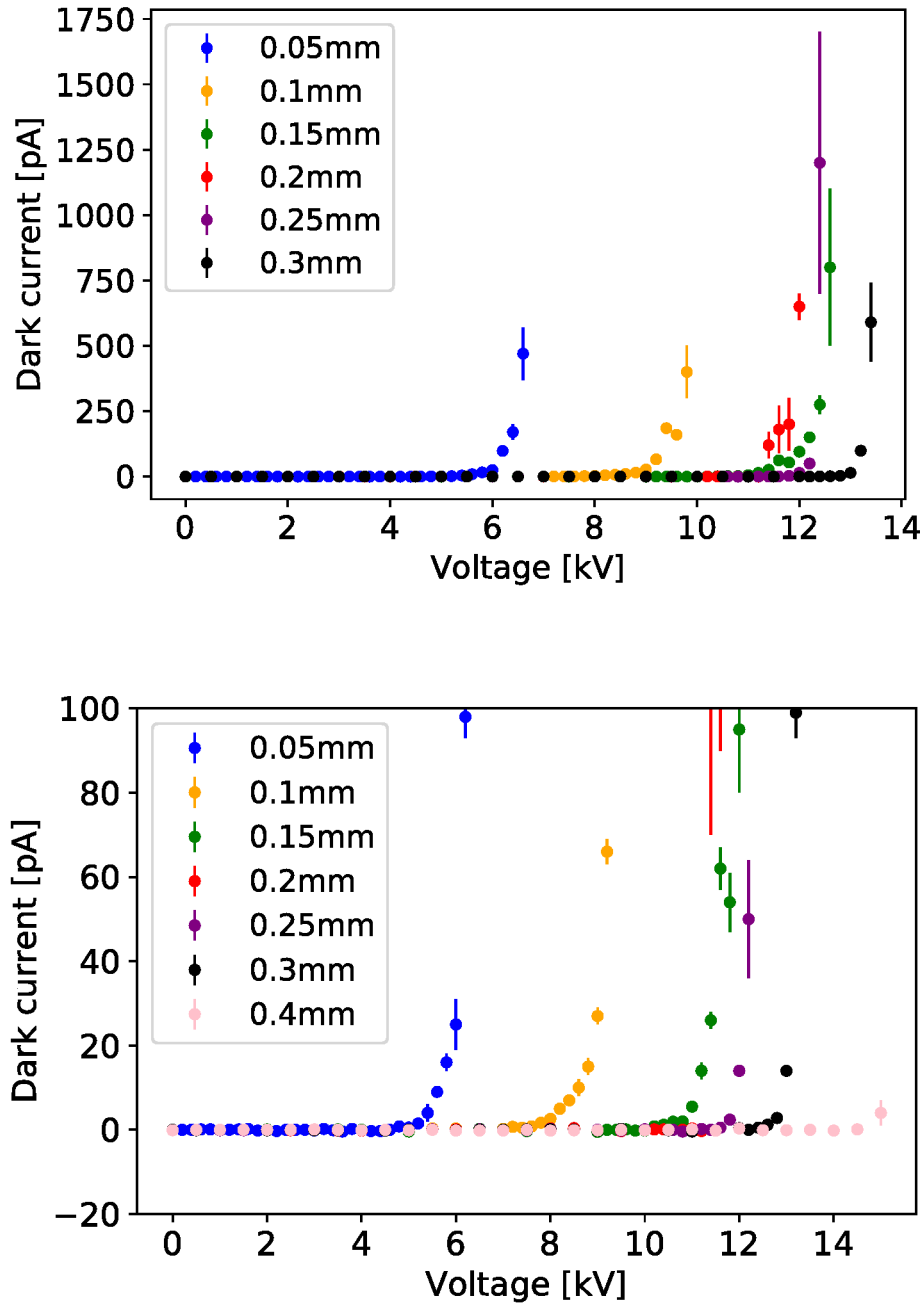 1750
1500
1250
1000
750
500
250
0
Dark current [pA]
0.05mm
0.1mm
0.15mm
0.2mm
0.25mm
0.3mm
0 2 4 6 8 10 12 14
Voltage [kV]
100
80
60
40
20
0
−20
Dark current [pA]
0.05mm
0.1mm
0.15mm
0.2mm
0.25mm
0.3mm
0.4mm
0 2 4 6 8 10 12 14
Voltage [kV]